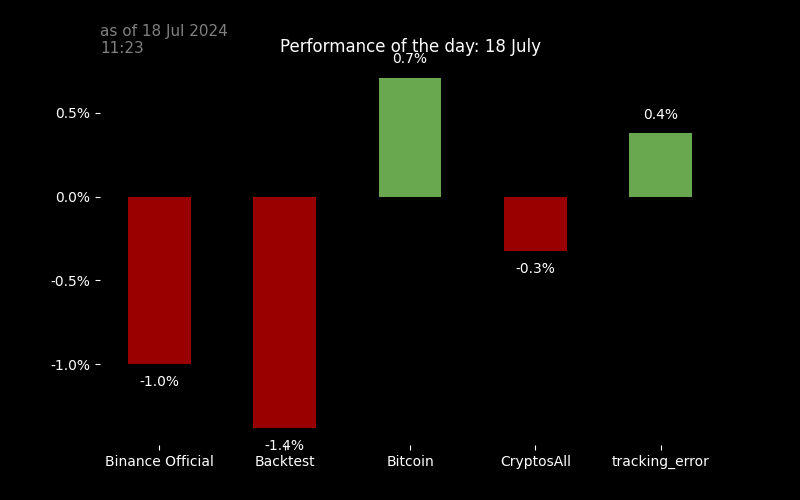 as of 18 Jul 2024
11:23
Performance of the day: 18 July
0.7%
0.5%
0.4%
0.0%
-0.3%
-0.5%
-1.0%
-1.0%
-1.4%
Binance Official
Backtest
Bitcoin
CryptosAll
tracking_error